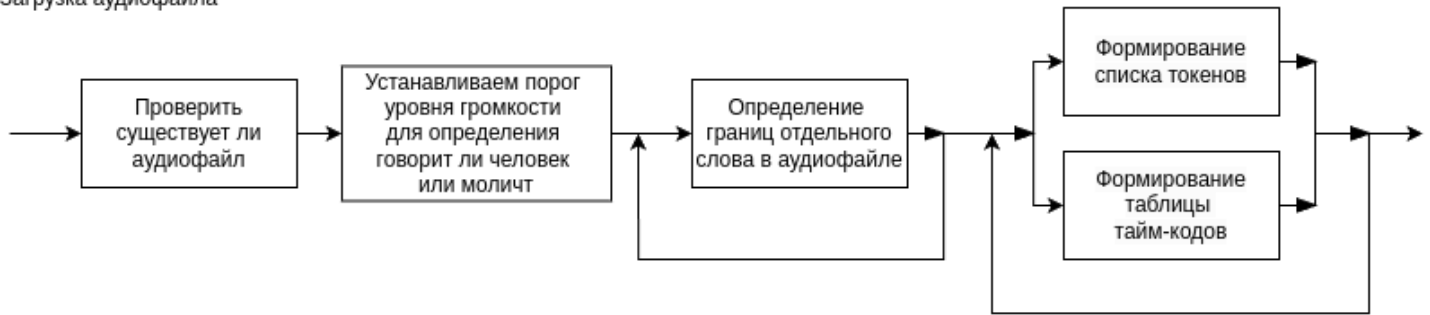 Загрузка аудиофайла
Проверить
существует ли
аудиофайл
Устанавливаем порог
уровня громкости
для определения
говорит ли человек
или моличт
Определение
границ отдельного
слова в аудиофайле
Формирование
списка токенов
Формирование
таблицы
тайм-кодов